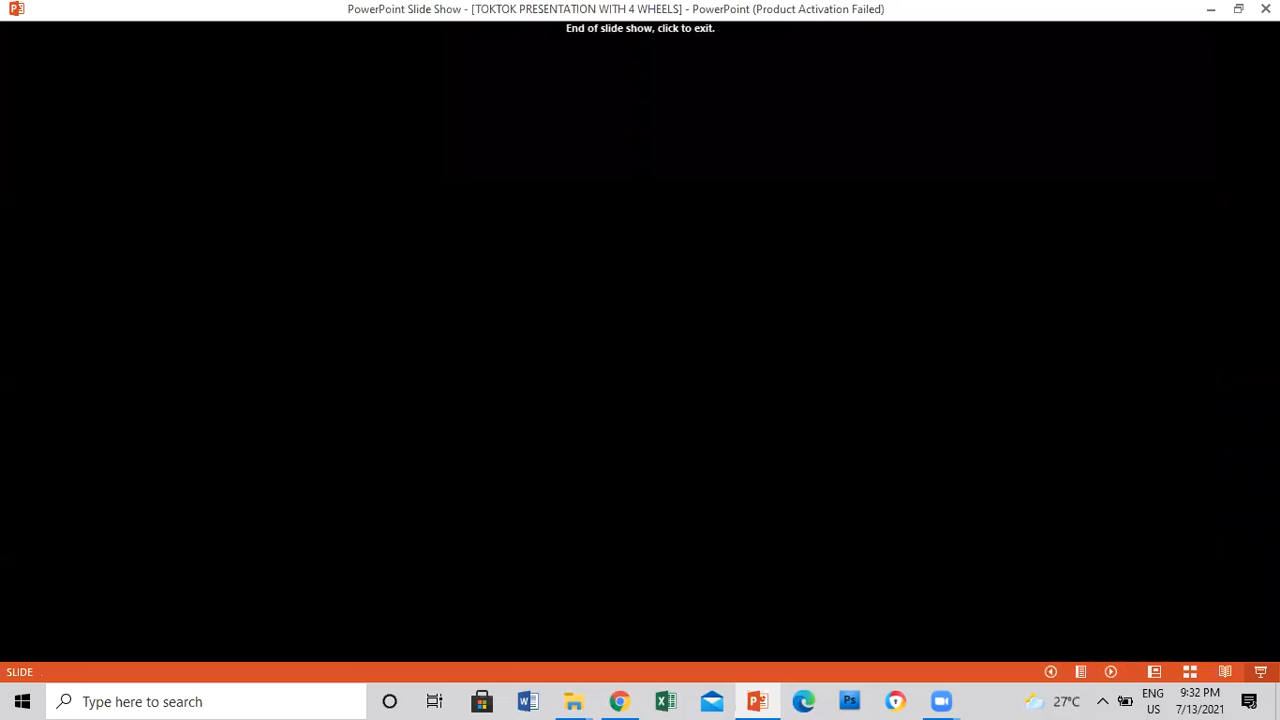 PowerPoint Slide Show - [TOKTOK PRESENTATION WITH 4 WHEELS] - PowerPoint (Product Activation Failed)
End of slide show, click to exit.
SLIDE
Type here to search
27°C
ENG
US
9:32 PM
7/13/2021